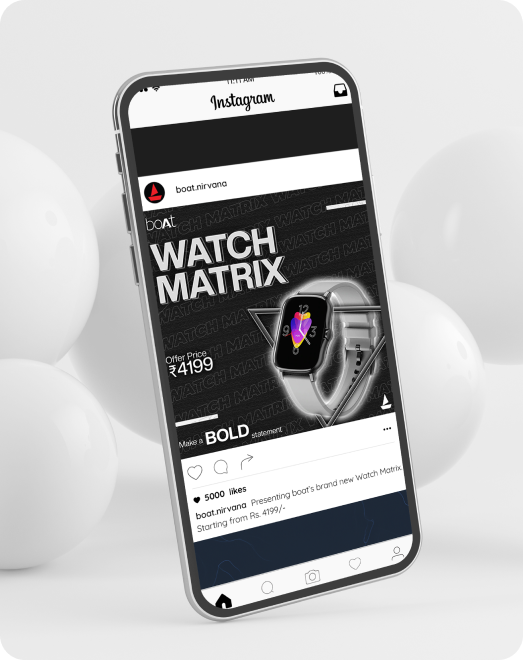 11:11 AM
Instagram
boat.nirvana
boAt
WATCH
MATRIX
12
3
6
9
Offer Price
₹4199
Make a BOLD statement
5000 likes
boat.nirvana Presenting boat's brand new Watch Matrix.
Starting from Rs. 4199/-